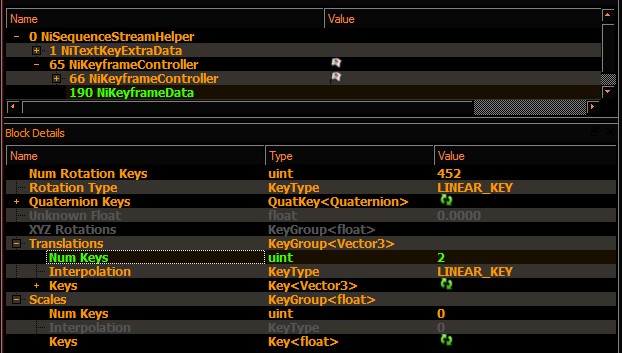 Name Value
0 NiSequenceStreamHelper
1 NiTextKeyExtraData
65 NiKeyframeController
66 NiKeyframeController
190 NiKeyframeData
Block Details
Name Type Value
Num Rotation Keys uint 452
Rotation Type KeyType LINEAR_KEY
Quaternion Keys QuatKey<Quaternion>
Unknown Float float 0.0000
XYZ Rotations KeyGroup<float>
Translations KeyGroup<Vector3>
Num Keys uint 2
Interpolation KeyType LINEAR_KEY
Keys Key<Vector3>
Scales KeyGroup<float>
Num Keys uint 0
Interpolation KeyType 0
Keys Key<float>